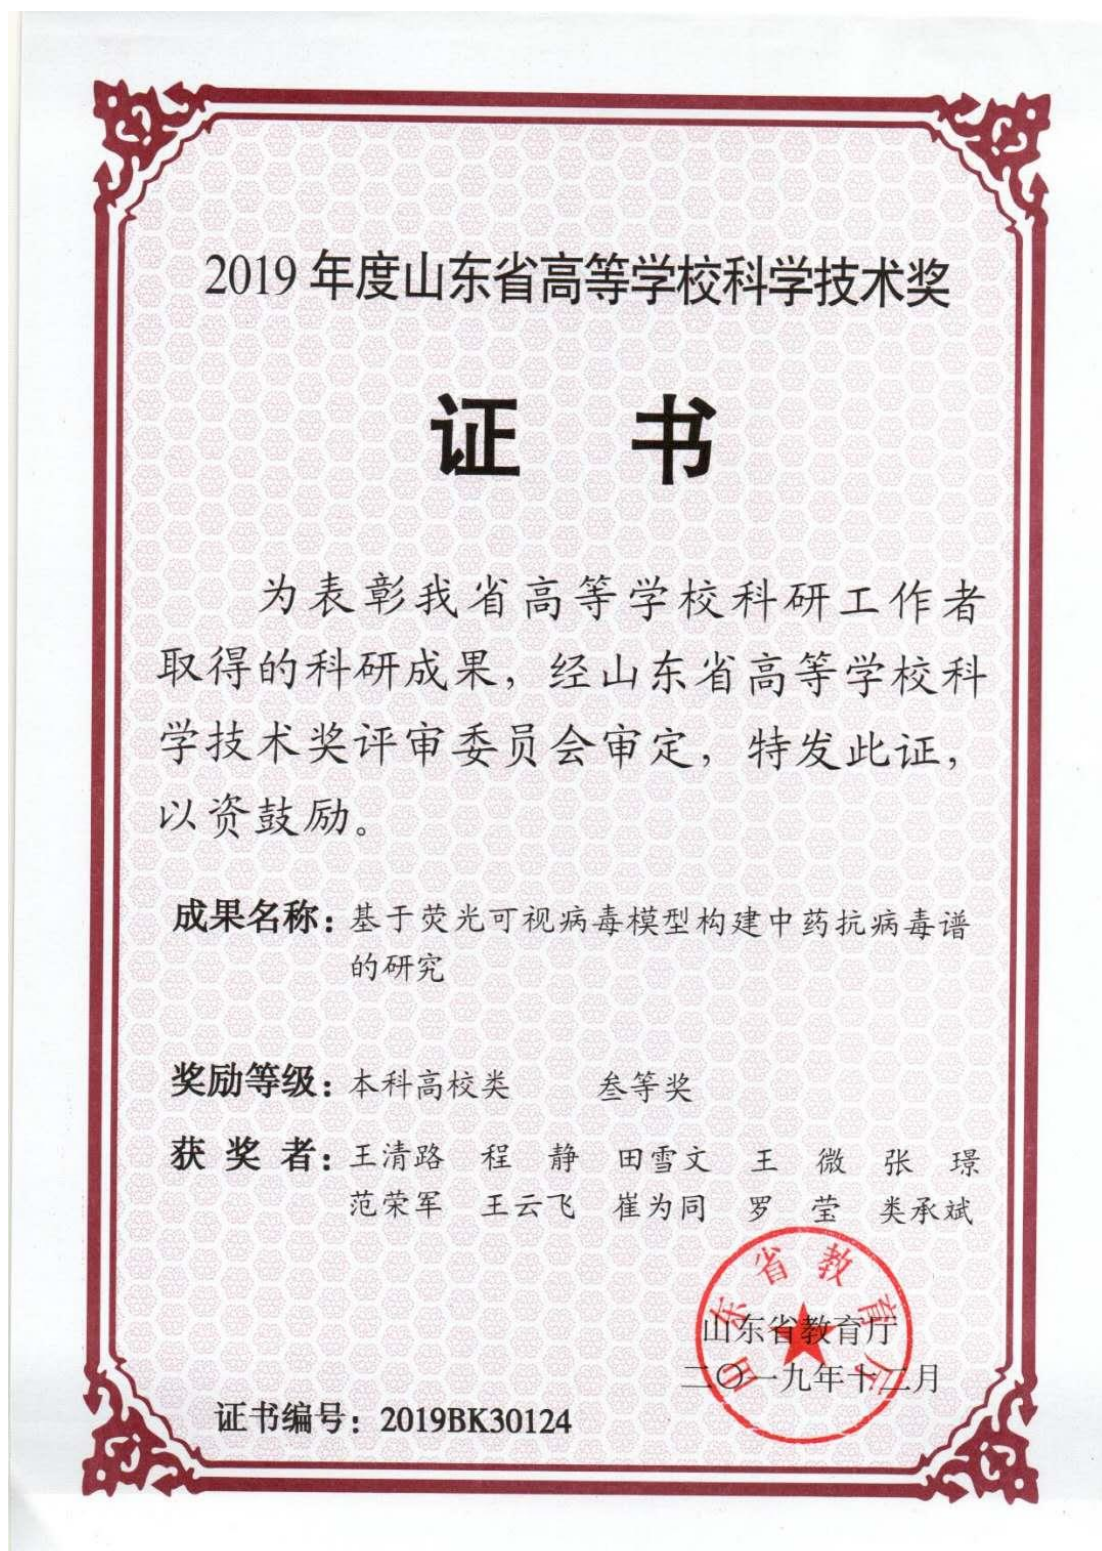 2019 年度山东省高等学校科学技术奖
证 书
为表彰我省高等学校科研工作者
取得的科研成果，经山东省高等学校科
学技术奖评审委员会审定，特发此证，
以资鼓励。
成果名称：基于荧光可视病毒模型构建中药抗病毒谱
的研究
奖励等级：本科高校类 叁等奖
获 奖 者：王清路 程 静 田雪文 王 微 张 璟
范荣军 王云飞 崔为同 罗 莹 类承斌
山东省教育厅
山东省教育厅
二〇一九年十二月
证书编号：2019BK30124